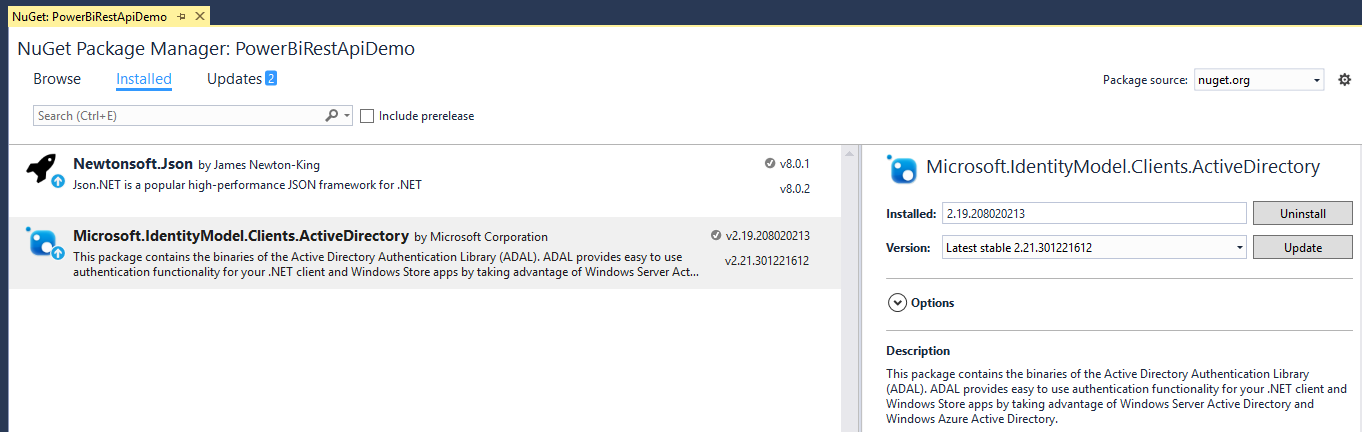 NuGet: PowerBiRestApiDemo
NuGet Package Manager: PowerBiRestApiDemo
Browse Installed Updates 2
Package source: nuget.org
Search (Ctrl+E) Include prerelease
Newtonsoft.Json by James Newton-King v8.0.1
Json.NET is a popular high-performance JSON framework for .NET v8.0.2
Microsoft.IdentityModel.Clients.ActiveDirectory by Microsoft Corporation v2.19.208020213
This package contains the binaries of the Active Directory Authentication Library (ADAL). ADAL provides easy to use v2.21.301221612
authentication functionality for your .NET client and Windows Store apps by taking advantage of Windows Server Act...
Microsoft.IdentityModel.Clients.ActiveDirectory
Installed: 2.19.208020213 Uninstall
Version: Latest stable 2.21.301221612 Update
Options
Description
This package contains the binaries of the Active Directory Authentication Library
(ADAL). ADAL provides easy to use authentication functionality for your .NET client and
Windows Store apps by taking advantage of Windows Server Active Directory and
Windows Azure Active Directory.